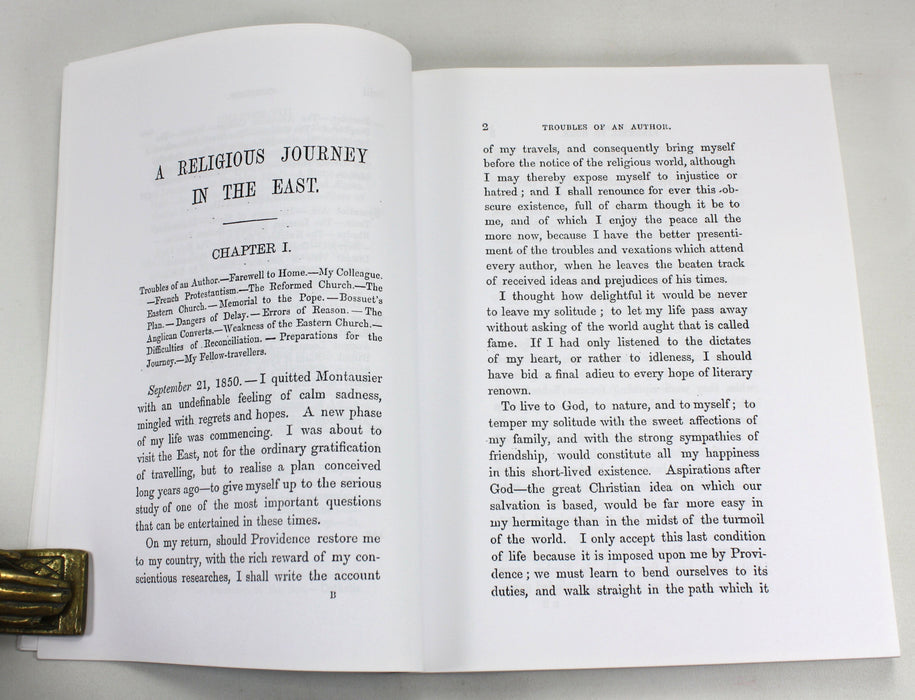 A RELIGIOUS JOURNEY
IN THE EAST.
CHAPTER I.
Troubles of an Author.—Farewell to Home.—My Colleague.
—French Protestantism.—The Reformed Church.—The
Eastern Church.—Memorial to the Pope.—Bossuet's
Plan.—Dangers of Delay.—Errors of Reason.—The
Anglican Converts.—Weakness of the Eastern Church.—
Difficulties of Reconciliation.—Preparations for the
Journey.—My Fellow-travellers.
September 21, 1850.—I quitted Montausier
with an undefinable feeling of calm sadness,
mingled with regrets and hopes. A new phase
of my life was commencing. I was about to
visit the East, not for the ordinary gratification
of travelling, but to realise a plan conceived
long years ago—to give myself up to the serious
study of one of the most important questions
that can be entertained in these times.
On my return, should Providence restore me
to my country, with the rich reward of my con-
scientious researches, I shall write the account
B
2 TROUBLES OF AN AUTHOR.
of my travels, and consequently bring myself
before the notice of the religious world, although
I may thereby expose myself to injustice or
hatred; and I shall renounce for ever this ob-
scure existence, full of charm though it be to
me, and of which I enjoy the peace all the
more now, because I have the better presenti-
ment of the troubles and vexations which attend
every author, when he leaves the beaten track
of received ideas and prejudices of his times.
I thought how delightful it would be never
to leave my solitude; to let my life pass away
without asking of the world aught that is called
fame. If I had only listened to the dictates
of my heart, or rather to idleness, I should
have bid a final adieu to every hope of literary
renown.
To live to God, to nature, and to myself; to
temper my solitude with the sweet affections of
my family, and with the strong sympathies of
friendship, would constitute all my happiness
in this short-lived existence. Aspirations after
God—the great Christian idea on which our
salvation is based, would be far more easy in
my hermitage than in the midst of the turmoil
of the world. I only accept this last condition
of life because it is imposed upon me by Provi-
dence; we must learn to bend ourselves to its
duties, and walk straight in the path which it